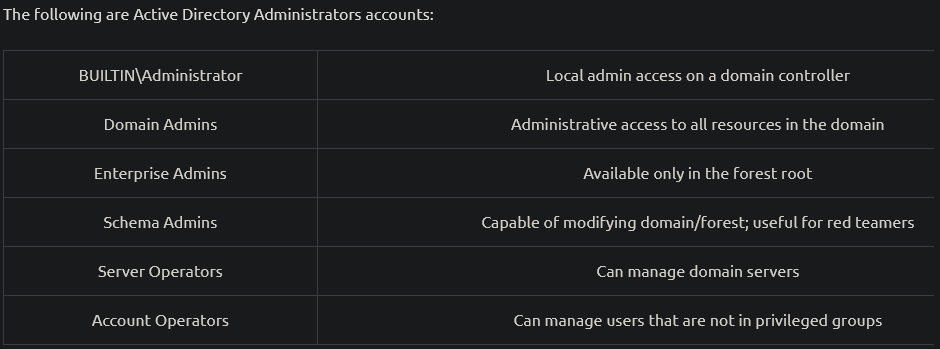 The following are Active Directory Administrators accounts:
BUILTIN\Administrator Local admin access on a domain controller
Domain Admins Administrative access to all resources in the domain
Enterprise Admins Available only in the forest root
Schema Admins Capable of modifying domain/forest; useful for red teamers
Server Operators Can manage domain servers
Account Operators Can manage users that are not in privileged groups